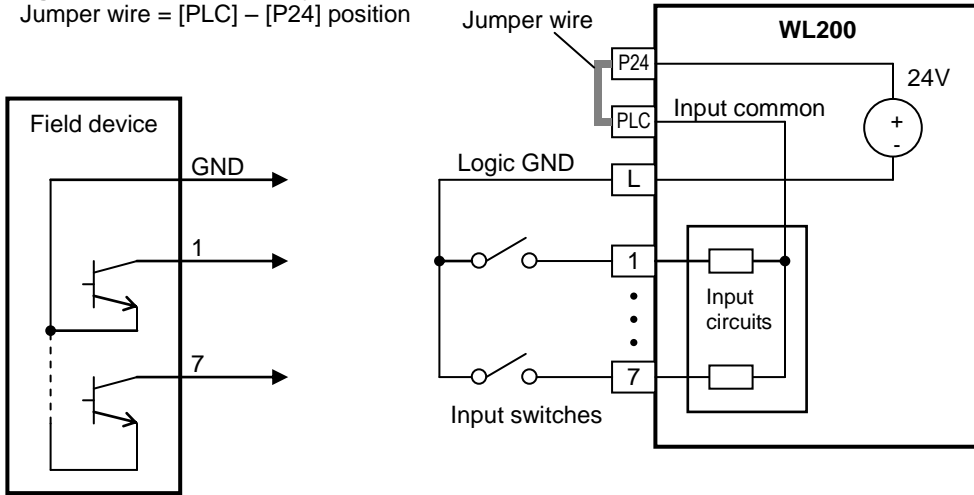 Jumper wire = [PLC] – [P24] position
Field device
GND
1
7
Jumper wire
WL200
P24
24V
PLC
Input common
+
-
Logic GND
L
1
Input
circuits
7
Input switches